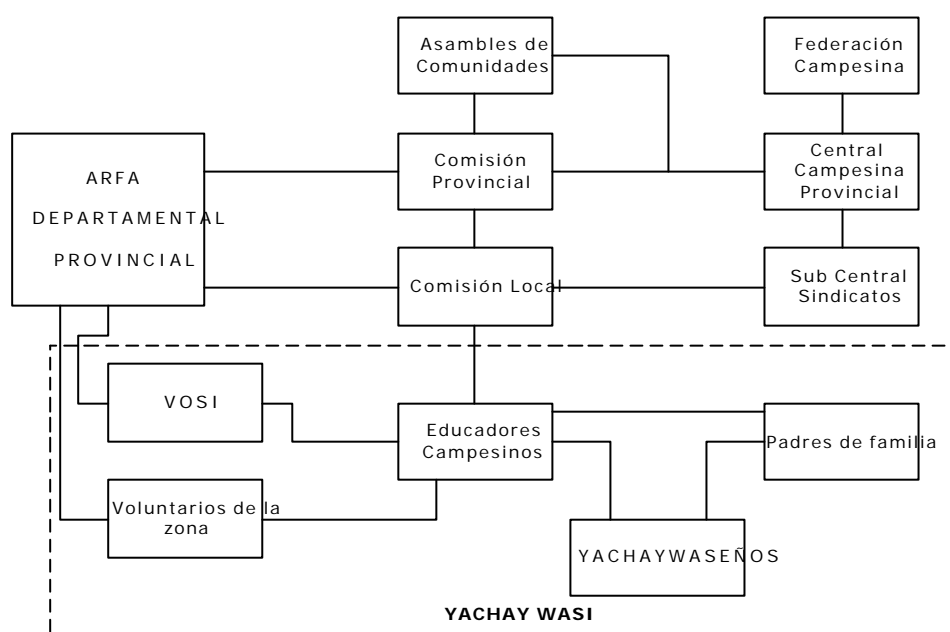 Asambles de
Comunidades
Federación
Campesina
ARFA
DEPARTAMENTAL
PROVINCIAL
Comisión
Provincial
Central
Campesina
Provincial
Comisión Local
Sub Central
Sindicatos
VOSI
Educadores
Campesinos
Padres de familia
Voluntarios de la
zona
YACHAYWASEÑOS
YACHAY WASI